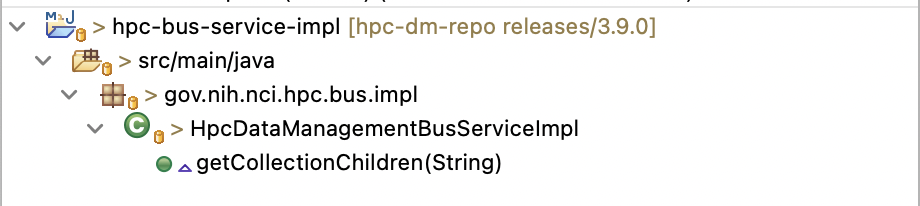 > hpc-bus-service-impl [hpc-dm-repo releases/3.9.0]
> src/main/java
> gov.nih.nci.hpc.bus.impl
> HpcDataManagementBusServiceImpl
getCollectionChildren(String)